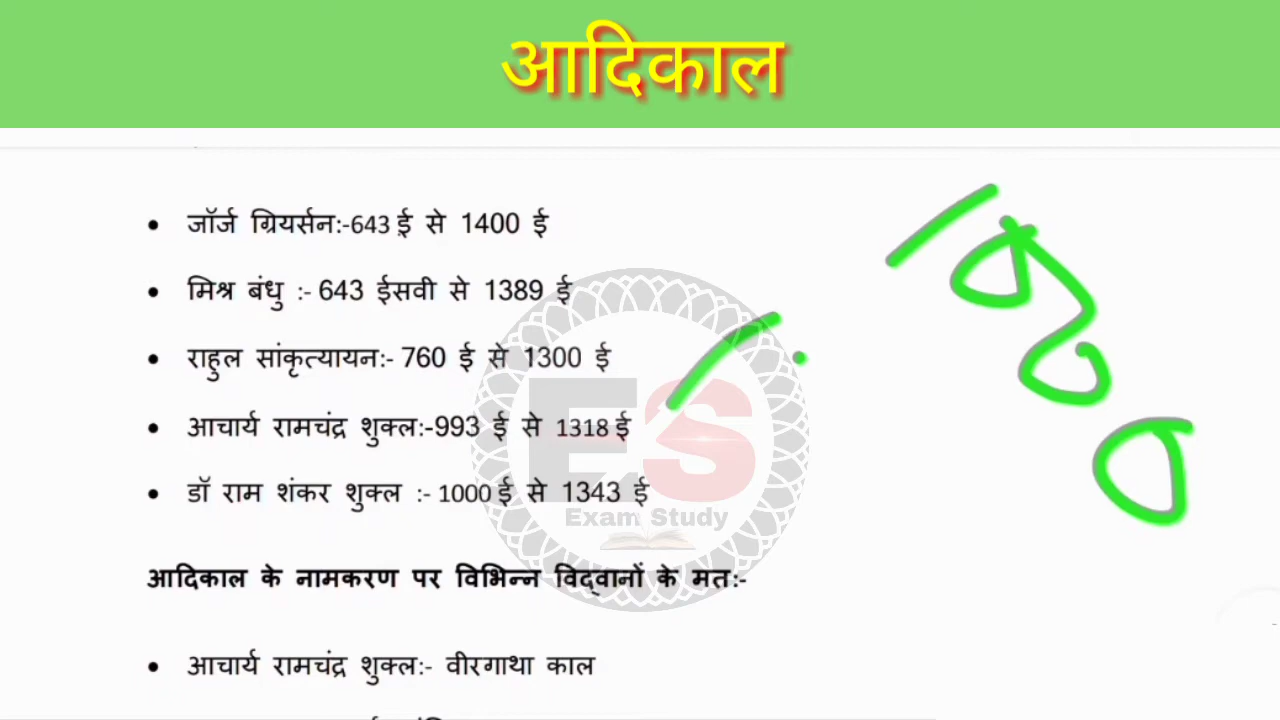 आदिकाल
• जॉर्ज ग्रियर्सन:-643 ई से 1400 ई
• मिश्र बंधु :- 643 ईसवी से 1389 ई
• राहुल सांकृत्यायन:- 760 ई से 1300 ई
• आचार्य रामचंद्र शुक्ल:-993 ई से 1318 ई
• डॉ राम शंकर शुक्ल :- 1000 ई से 1343 ई
ES
Exam Study
आदिकाल के नामकरण पर विभिन्न विद्वानों के मत:-
• आचार्य रामचंद्र शुक्ल:- वीरगाथा काल